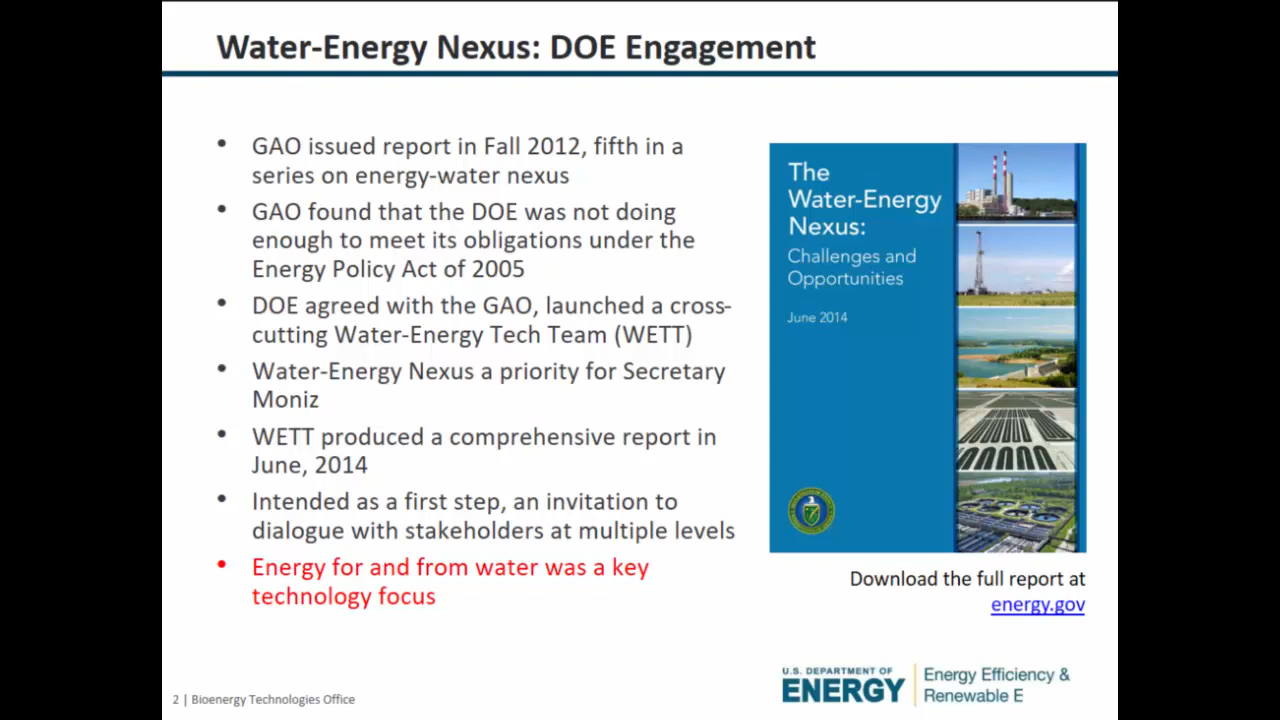 Water-Energy Nexus: DOE Engagement
• GAO issued report in Fall 2012, fifth in a
series on energy-water nexus
• GAO found that the DOE was not doing
enough to meet its obligations under the
Energy Policy Act of 2005
• DOE agreed with the GAO, launched a cross-
cutting Water-Energy Tech Team (WETT)
• Water-Energy Nexus a priority for Secretary
Moniz
• WETT produced a comprehensive report in
June, 2014
• Intended as a first step, an invitation to
dialogue with stakeholders at multiple levels
• Energy for and from water was a key
technology focus
The
Water-Energy
Nexus:
Challenges and
Opportunities
June 2014
Download the full report at
energy.gov
2 | Bioenergy Technologies Office
U.S. DEPARTMENT OF
ENERGY
Energy Efficiency &
Renewable E